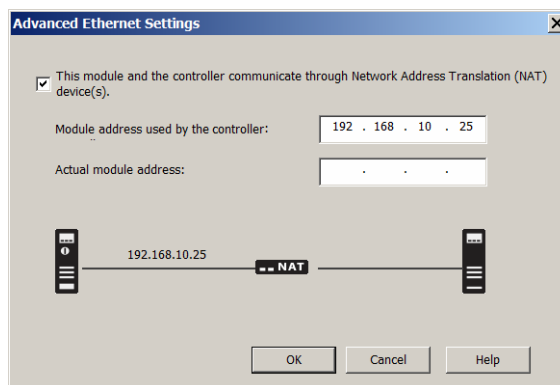 Advanced Ethernet Settings
This module and the controller communicate through Network Address Translation (NAT)
device(s).
Module address used by the controller:
192 . 168 . 10 . 25
Actual module address:
. . .
192.168.10.25
NAT
OK Cancel Help